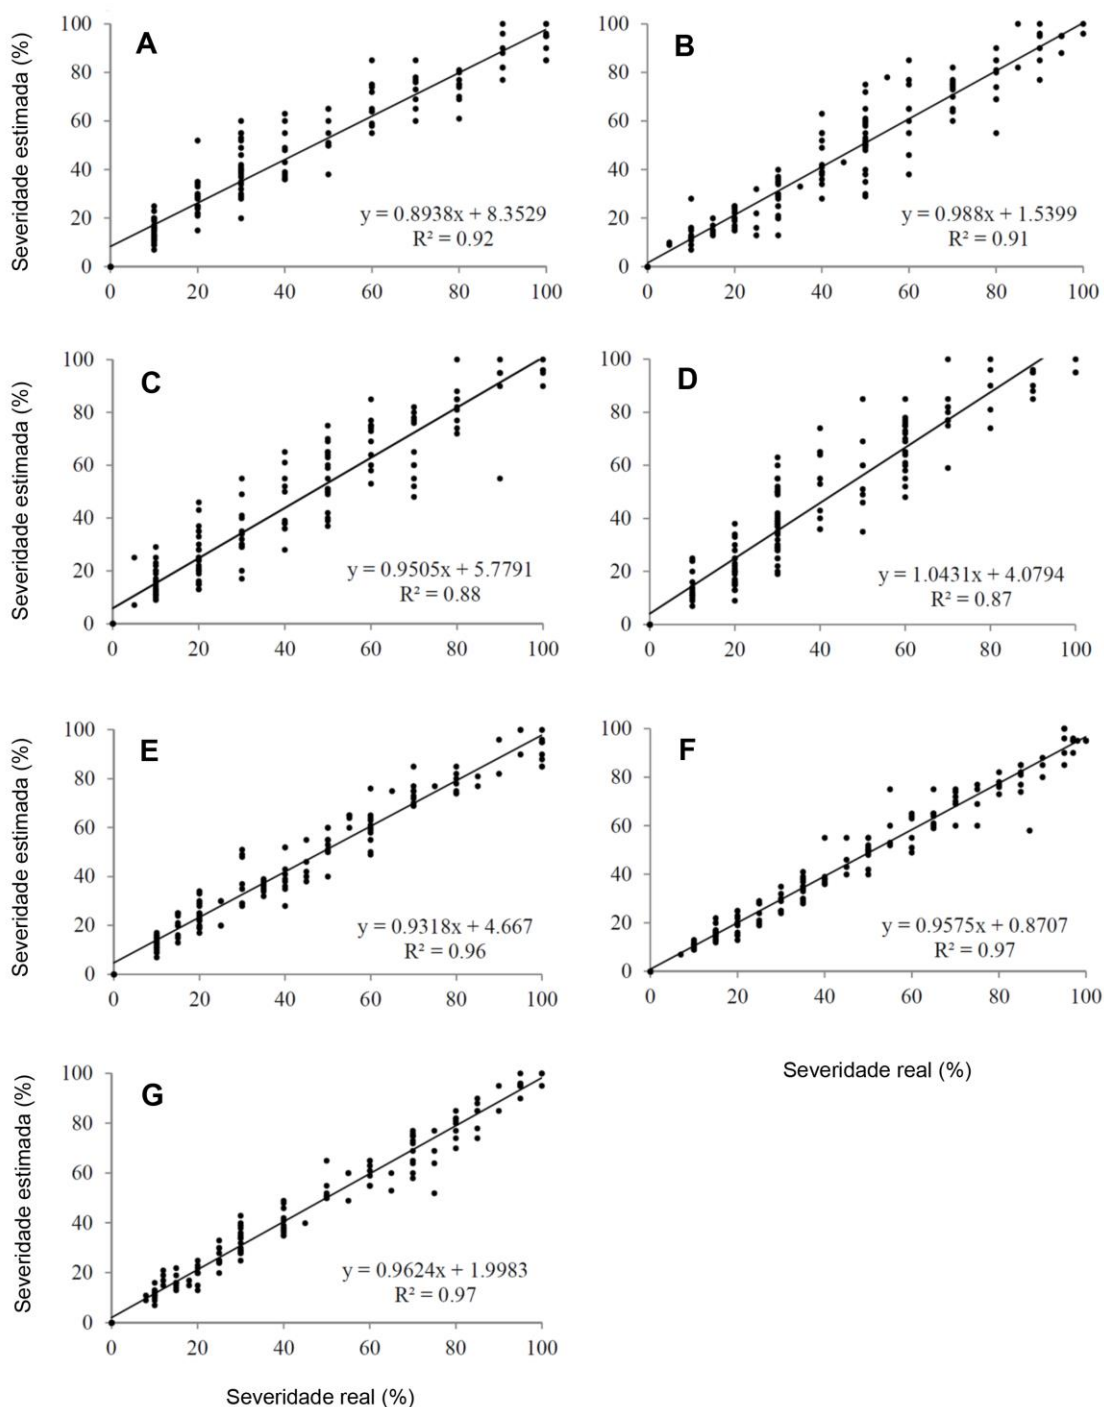 A
Severidade estimada (%)
100
80
60
40
20
0
y = 0.8938x + 8.3529
R² = 0.92
0 20 40 60 80 100
B
100
80
60
40
20
0
y = 0.988x + 1.5399
R² = 0.91
0 20 40 60 80 100
C
Severidade estimada (%)
100
80
60
40
20
0
y = 0.9505x + 5.7791
R² = 0.88
0 20 40 60 80 100
D
100
80
60
40
20
0
y = 1.0431x + 4.0794
R² = 0.87
0 20 40 60 80 100
E
Severidade estimada (%)
100
80
60
40
20
0
y = 0.9318x + 4.667
R² = 0.96
0 20 40 60 80 100
F
100
80
60
40
20
0
y = 0.9575x + 0.8707
R² = 0.97
0 20 40 60 80 100
Severidade real (%)
G
Severidade estimada (%)
100
80
60
40
20
0
y = 0.9624x + 1.9983
R² = 0.97
0 20 40 60 80 100
Severidade real (%)